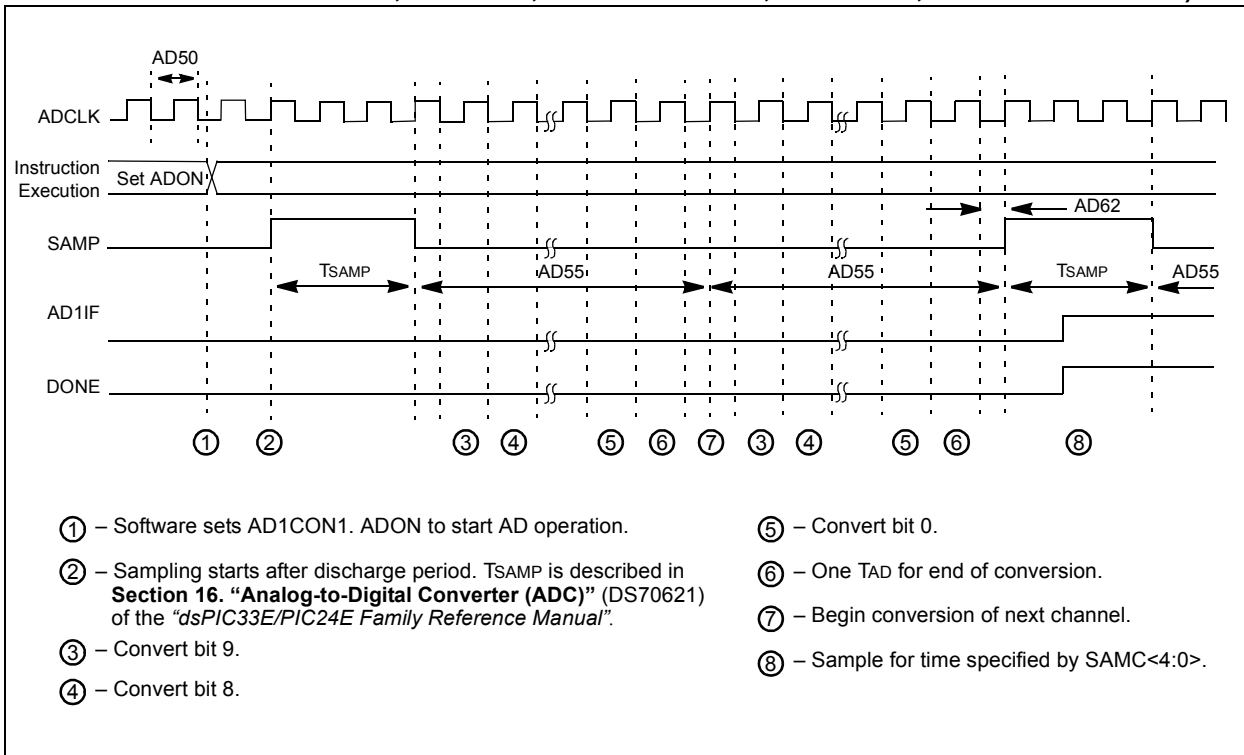 AD50
ADCLK
Instruction
Execution
Set ADON
AD62
SAMP
TSAMP
AD55
AD55
TSAMP
AD55
AD1IF
DONE
1 2 3 4 5 6 7 3 4 5 6 8
1 – Software sets AD1CON1. ADON to start AD operation.
2 – Sampling starts after discharge period. TSAMP is described in
Section 16. “Analog-to-Digital Converter (ADC)” (DS70621)
of the “dsPIC33E/PIC24E Family Reference Manual”.
3 – Convert bit 9.
4 – Convert bit 8.
5 – Convert bit 0.
6 – One TAD for end of conversion.
7 – Begin conversion of next channel.
8 – Sample for time specified by SAMC<4:0>.